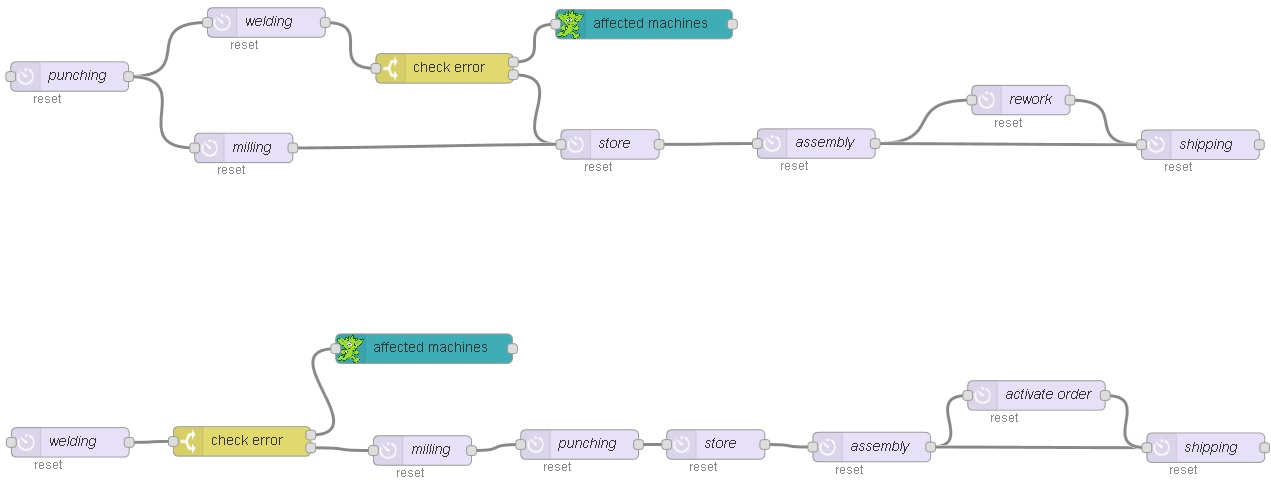 welding
reset
affected machines
punching
reset
check error
milling
reset
store
reset
assembly
reset
rework
reset
shipping
reset
affected machines
welding
reset
check error
milling
reset
punching
reset
store
reset
assembly
reset
activate order
reset
shipping
reset